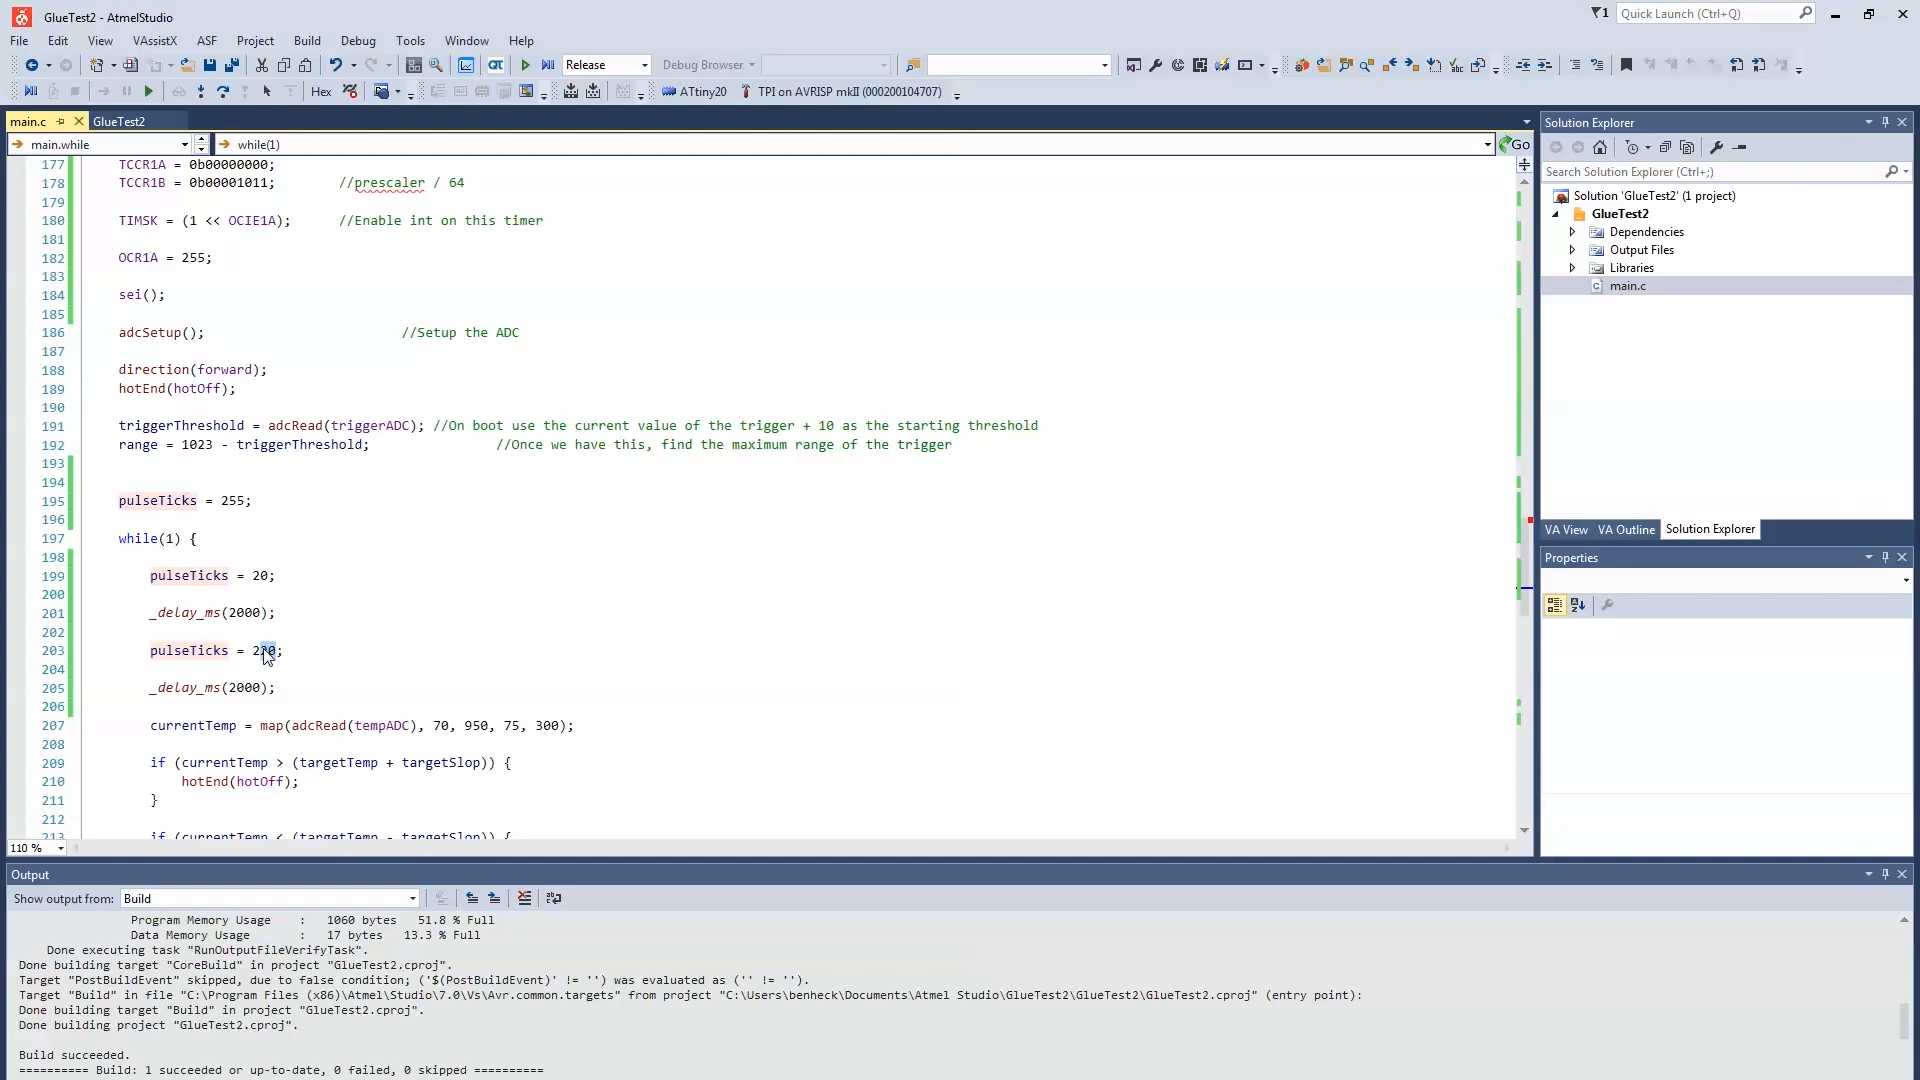 GlueTest2 - AtmelStudio
1
Quick Launch (Ctrl+Q)
File Edit View VAssistX ASF Project Build Debug Tools Window Help
Release Debug Browser
Hex ATtiny20 TPI on AVRISP mkII (000200104707)
main.c GlueTest2
main.while while(1) Go
177 TCCR1A = 0b00000000;
178 TCCR1B = 0b00001011; //prescaler / 64
179
180 TIMSK = (1 << OCIE1A); //Enable int on this timer
181
182 OCR1A = 255;
183
184 sei();
185
186 adcSetup(); //Setup the ADC
187
188 direction(forward);
189 hotEnd(hotOff);
190
191 triggerThreshold = adcRead(triggerADC); //On boot use the current value of the trigger + 10 as the starting threshold
192 range = 1023 - triggerThreshold; //Once we have this, find the maximum range of the trigger
193
194
195 pulseTicks = 255;
196
197 while(1) {
198
199 pulseTicks = 20;
200
201 _delay_ms(2000);
202
203 pulseTicks =
204
205 _delay_ms(2000);
206
207 currentTemp = map(adcRead(tempADC), 70, 950, 75, 300);
208
209 if (currentTemp > (targetTemp + targetSlop)) {
210 hotEnd(hotOff);
211 }
212
213 if (currentTemp < (targetTemp - targetSlop)) {
110 %
Solution Explorer
Search Solution Explorer (Ctrl+;)
Solution 'GlueTest2' (1 project)
GlueTest2
Dependencies
Output Files
Libraries
main.c
VA View VA Outline Solution Explorer
Properties
Output
Show output from: Build
Program Memory Usage : 1060 bytes 51.8 % Full
Data Memory Usage : 17 bytes 13.3 % Full
Done executing task "RunOutputFileVerifyTask".
Done building target "CoreBuild" in project "GlueTest2.cproj".
Target "PostBuildEvent" skipped, due to false condition; ('$(PostBuildEvent)' != '') was evaluated as ('' != '').
Target "Build" in file "C:\Program Files (x86)\Atmel\Studio\7.0\Vs\Avr.common.targets" from project "C:\Users\benheck\Documents\Atmel Studio\GlueTest2\GlueTest2\GlueTest2.cproj" (entry point):
Done building target "Build" in project "GlueTest2.cproj".
Done building project "GlueTest2.cproj".
Build succeeded.
========== Build: 1 succeeded or up-to-date, 0 failed, 0 skipped ==========